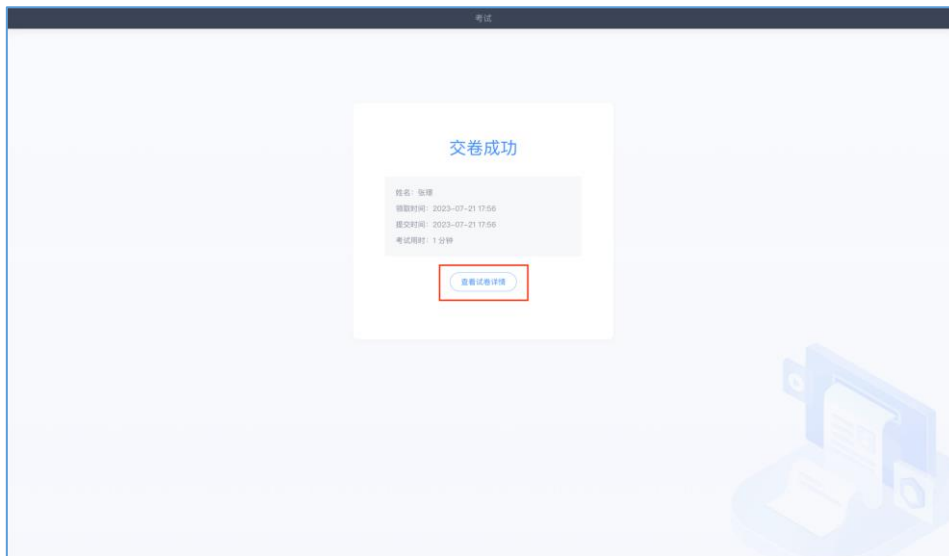 考试
交卷成功
姓名：张璟
领取时间：2023-07-21 17:56
提交时间：2023-07-21 17:56
考试用时：1 分钟
查看试卷详情